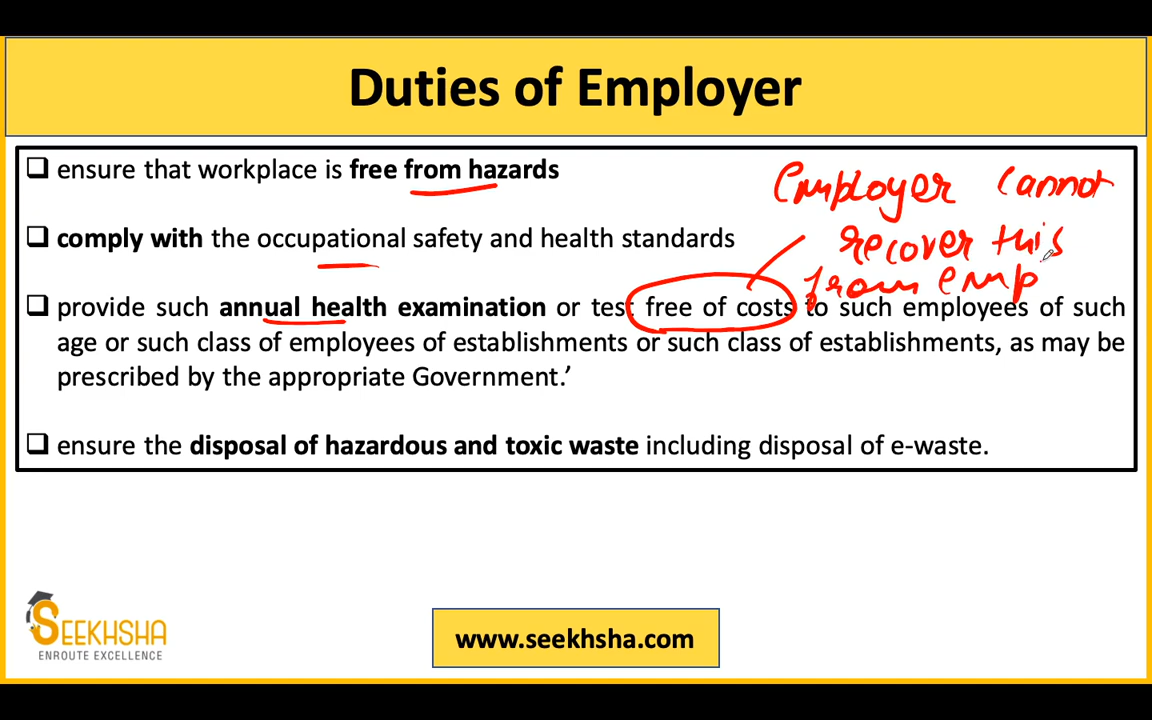 Duties of Employer
❑ ensure that workplace is free from hazards
Employer cannot
❑ comply with the occupational safety and health standards
recover this
from emp
❑ provide such annual health examination or test free of costs to such employees of such
age or such class of employees of establishments or such class of establishments, as may be
prescribed by the appropriate Government.’
❑ ensure the disposal of hazardous and toxic waste including disposal of e-waste.
SEEKHSHA
ENROUTE EXCELLENCE
www.seekhsha.com